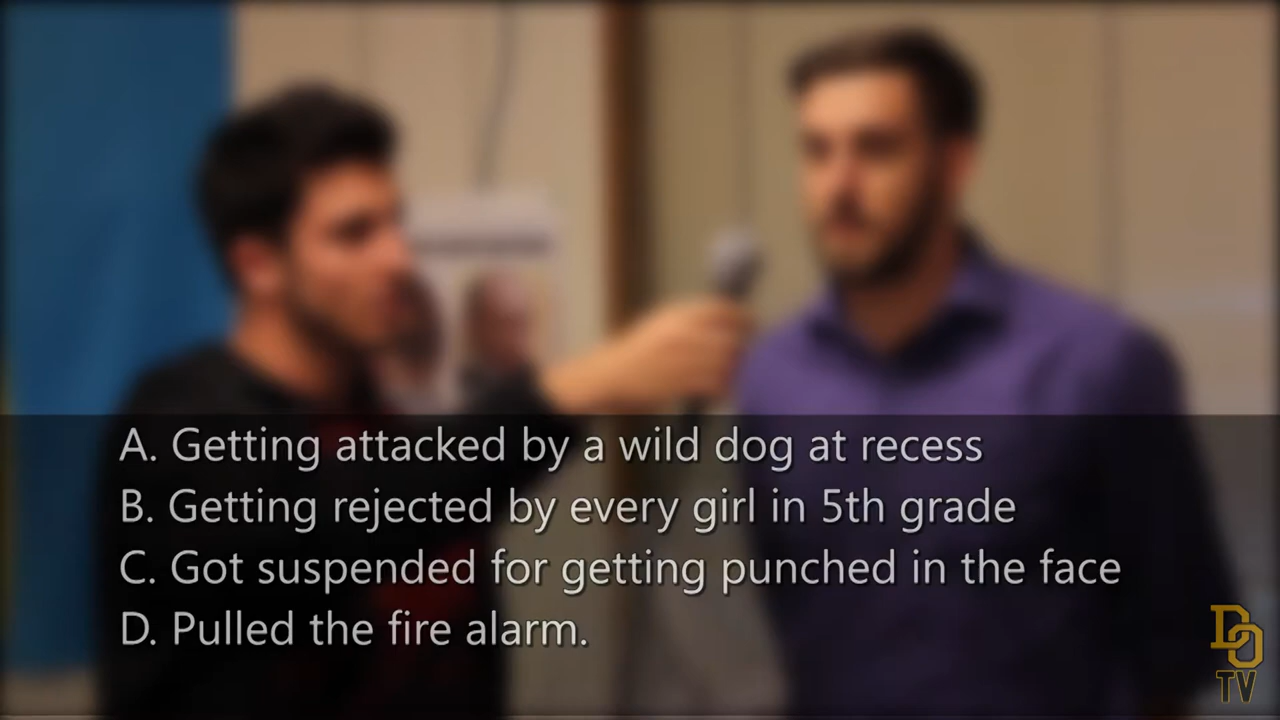 A. Getting attacked by a wild dog at recess
B. Getting rejected by every girl in 5th grade
C. Got suspended for getting punched in the face
D. Pulled the fire alarm.
DO
TV